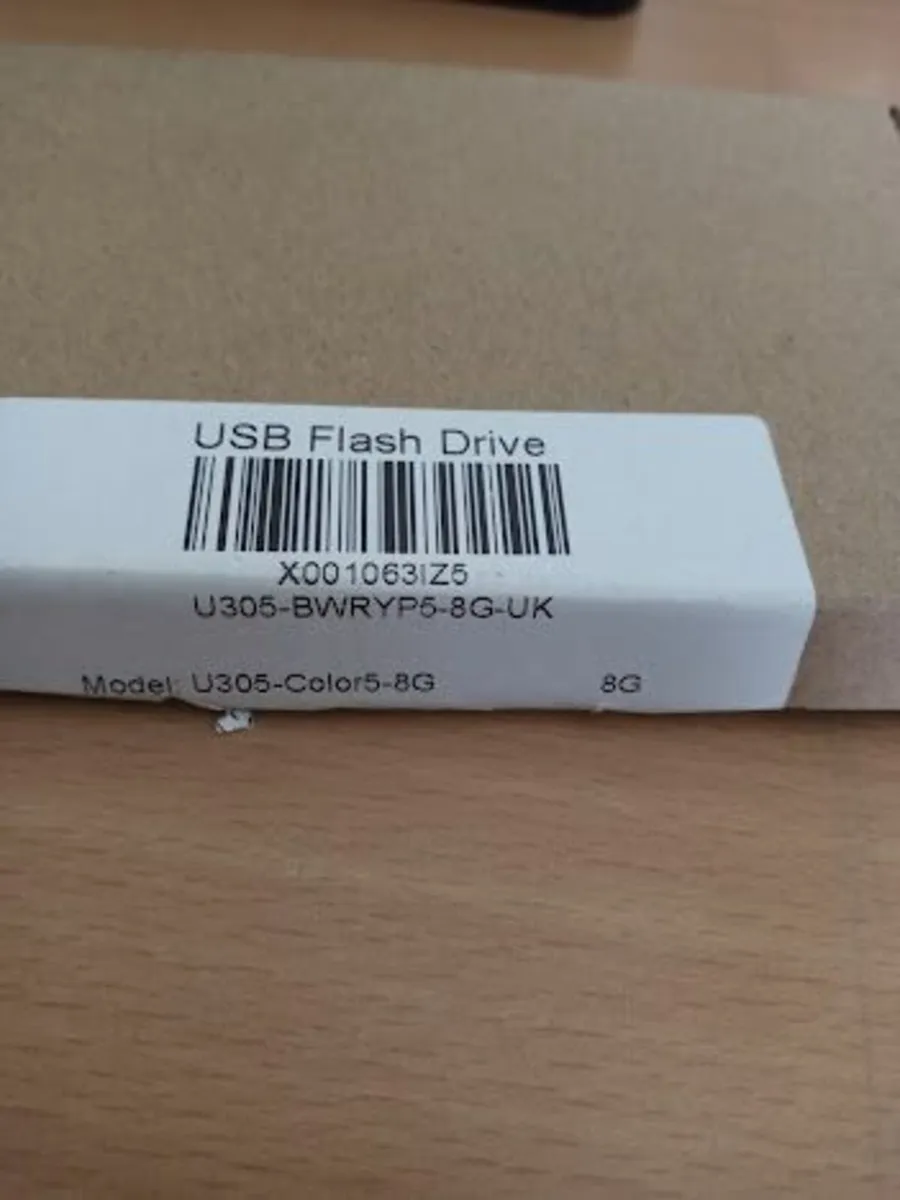 USB Flash Drive
X001063IZ5
U305-BWRYP5-8G-UK
Model: U305-Color5-8G 8G